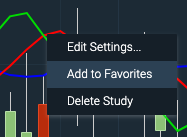 Edit Settings...
Add to Favorites
Delete Study